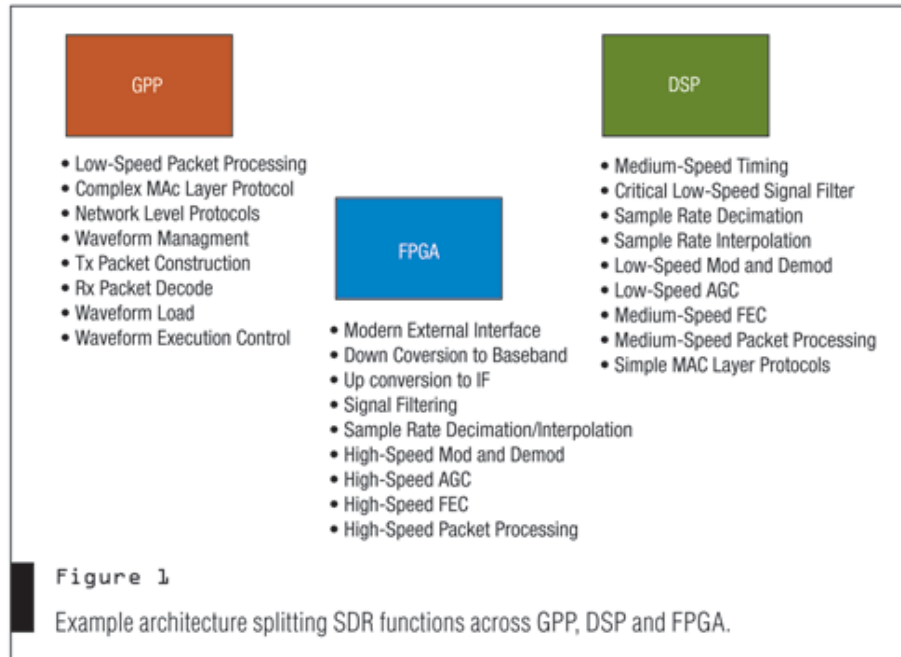 GPP
• Low-Speed Packet Processing
• Complex MAc Layer Protocol
• Network Level Protocols
• Waveform Managment
• Tx Packet Construction
• Rx Packet Decode
• Waveform Load
• Waveform Execution Control
FPGA
• Modern External Interface
• Down Coversion to Baseband
• Up conversion to IF
• Signal Filtering
• Sample Rate Decimation/Interpolation
• High-Speed Mod and Demod
• High-Speed AGC
• High-Speed FEC
• High-Speed Packet Processing
DSP
• Medium-Speed Timing
• Critical Low-Speed Signal Filter
• Sample Rate Decimation
• Sample Rate Interpolation
• Low-Speed Mod and Demod
• Low-Speed AGC
• Medium-Speed FEC
• Medium-Speed Packet Processing
• Simple MAC Layer Protocols
Figure 1
Example architecture splitting SDR functions across GPP, DSP and FPGA.